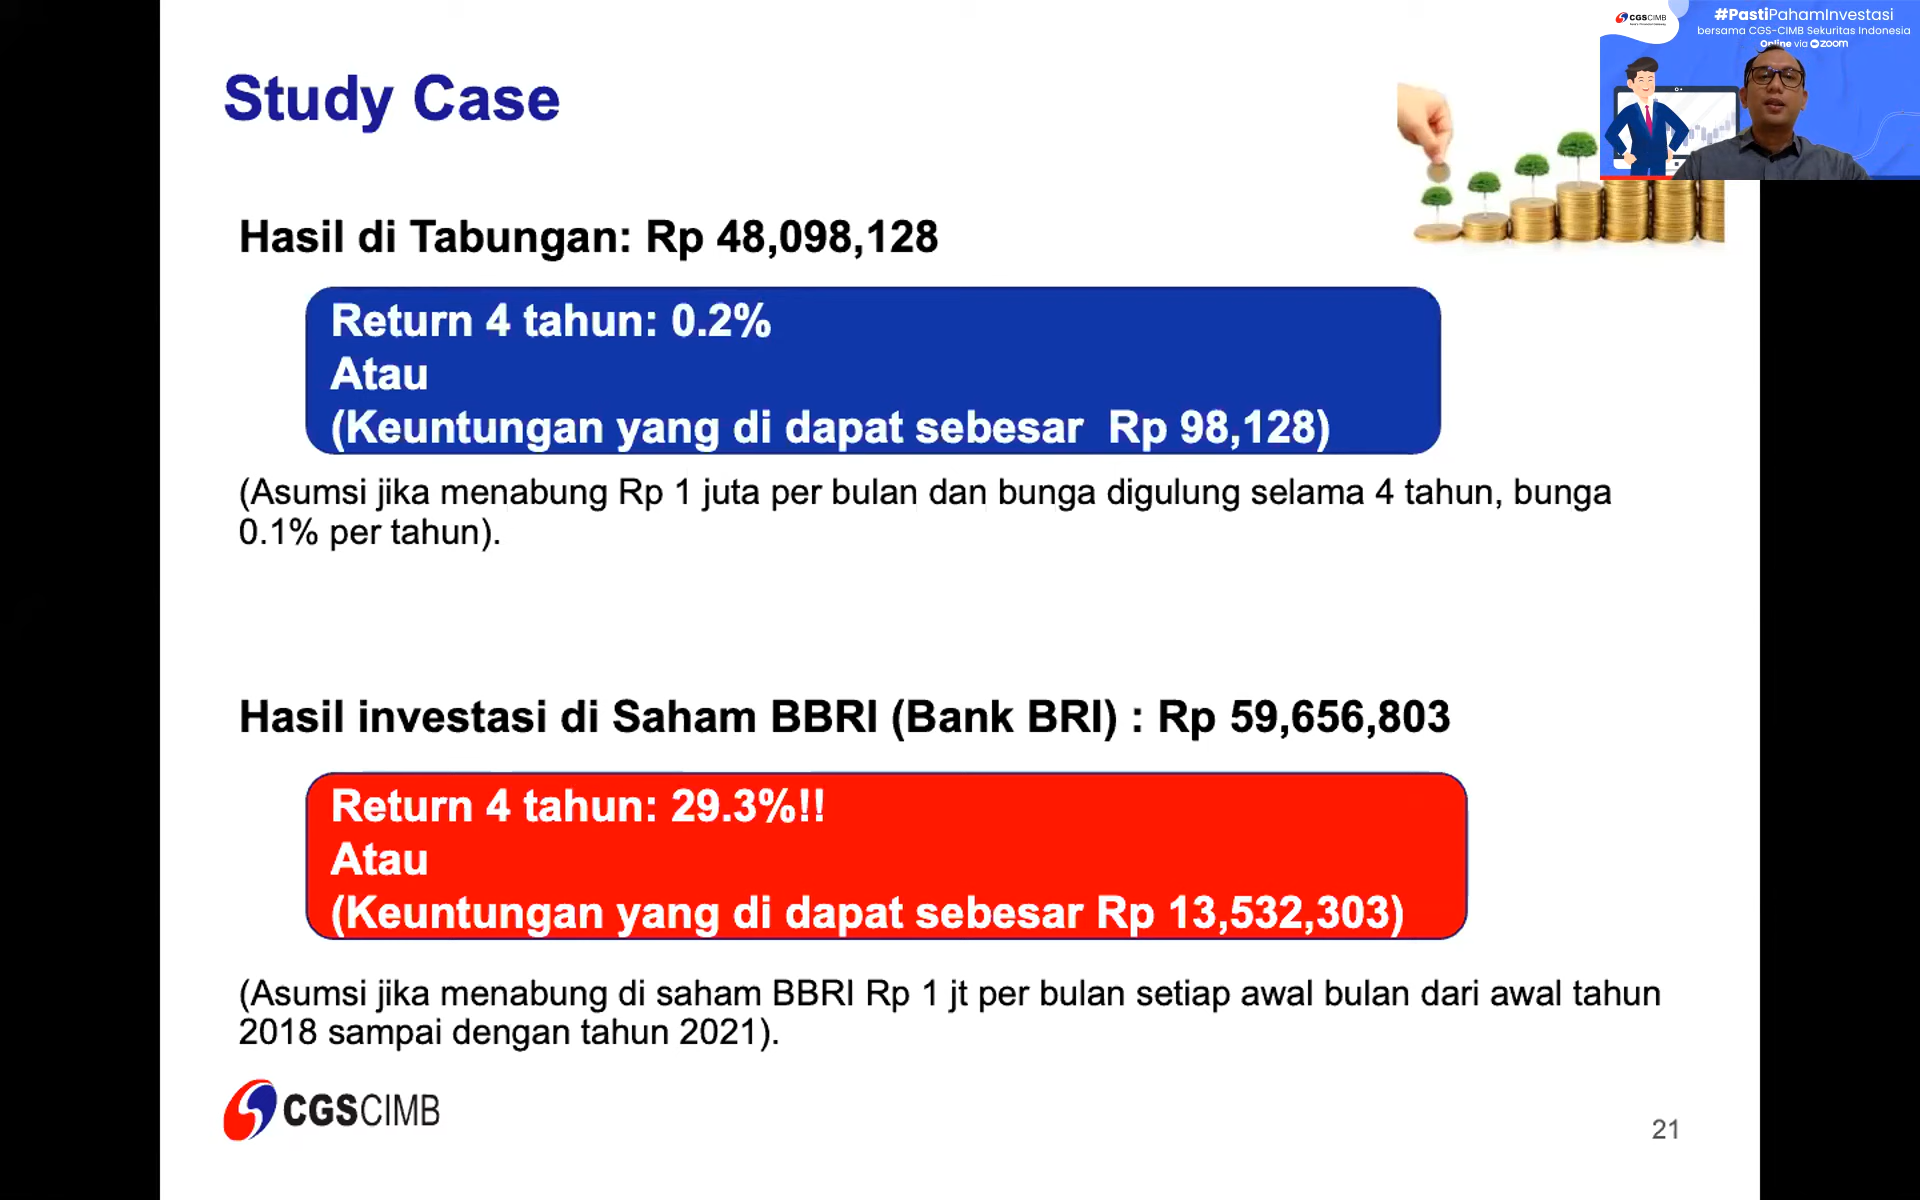 Study Case
CGSCIMB
#PastiPahamInvestasi
bersama CGS-CIMB Sekuritas Indonesia
Online via zoom
Hasil di Tabungan: Rp 48,098,128
Return 4 tahun: 0.2%
Atau
(Keuntungan yang di dapat sebesar Rp 98,128)
(Asumsi jika menabung Rp 1 juta per bulan dan bunga digulung selama 4 tahun, bunga
0.1% per tahun).
Hasil investasi di Saham BBRI (Bank BRI) : Rp 59,656,803
Return 4 tahun: 29.3%!!
Atau
(Keuntungan yang di dapat sebesar Rp 13,532,303)
(Asumsi jika menabung di saham BBRI Rp 1 jt per bulan setiap awal bulan dari awal tahun
2018 sampai dengan tahun 2021).
CGSCIMB
21